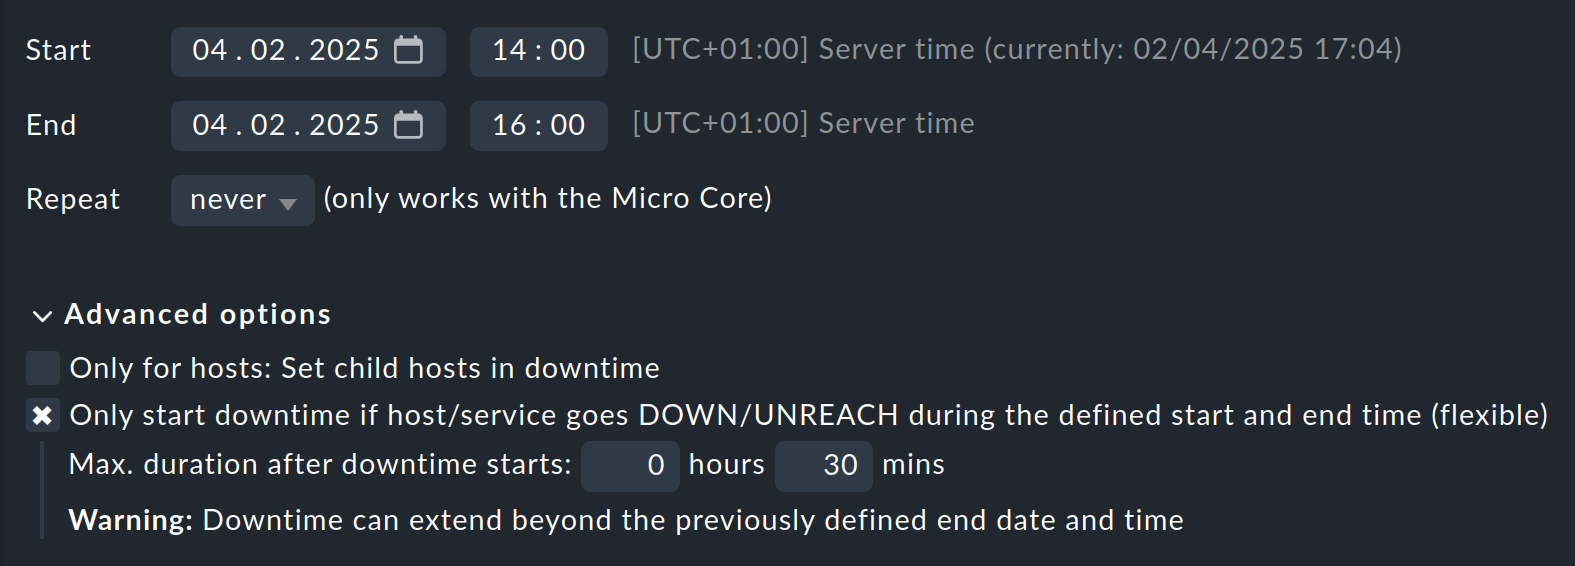 Start 04.02.2025 14:00 [UTC+01:00] Server time (currently: 02/04/2025 17:04)
End 04.02.2025 16:00 [UTC+01:00] Server time
Repeat never (only works with the Micro Core)
Advanced options
Only for hosts: Set child hosts in downtime
Only start downtime if host/service goes DOWN/UNREACH during the defined start and end time (flexible)
Max. duration after downtime starts: 0 hours 30 mins
Warning: Downtime can extend beyond the previously defined end date and time